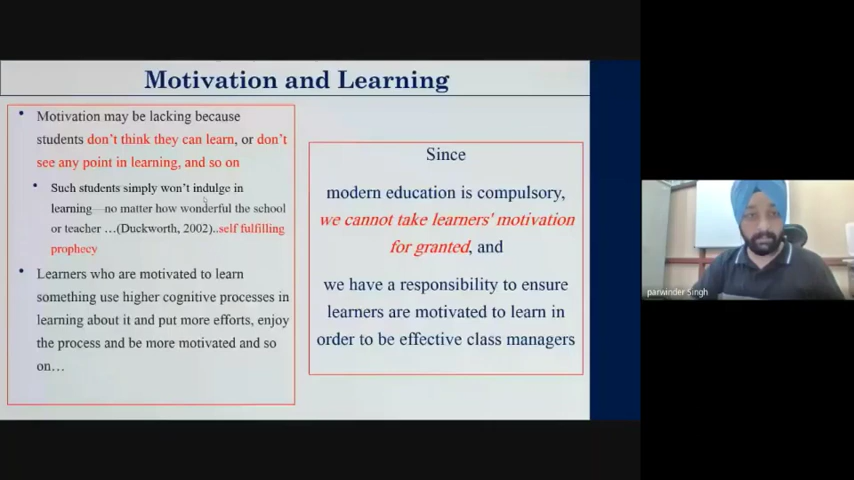 Motivation and Learning
• Motivation may be lacking because
students don't think they can learn, or don't
see any point in learning, and so on
• Such students simply won't indulge in
learning—no matter how wonderful the school
or teacher …(Duckworth, 2002)..self fulfilling
prophecy
• Learners who are motivated to learn
something use higher cognitive processes in
learning about it and put more efforts, enjoy
the process and be more motivated and so
on…
Since
modern education is compulsory,
we cannot take learners' motivation
for granted, and
we have a responsibility to ensure
learners are motivated to learn in
order to be effective class managers
parwinder Singh